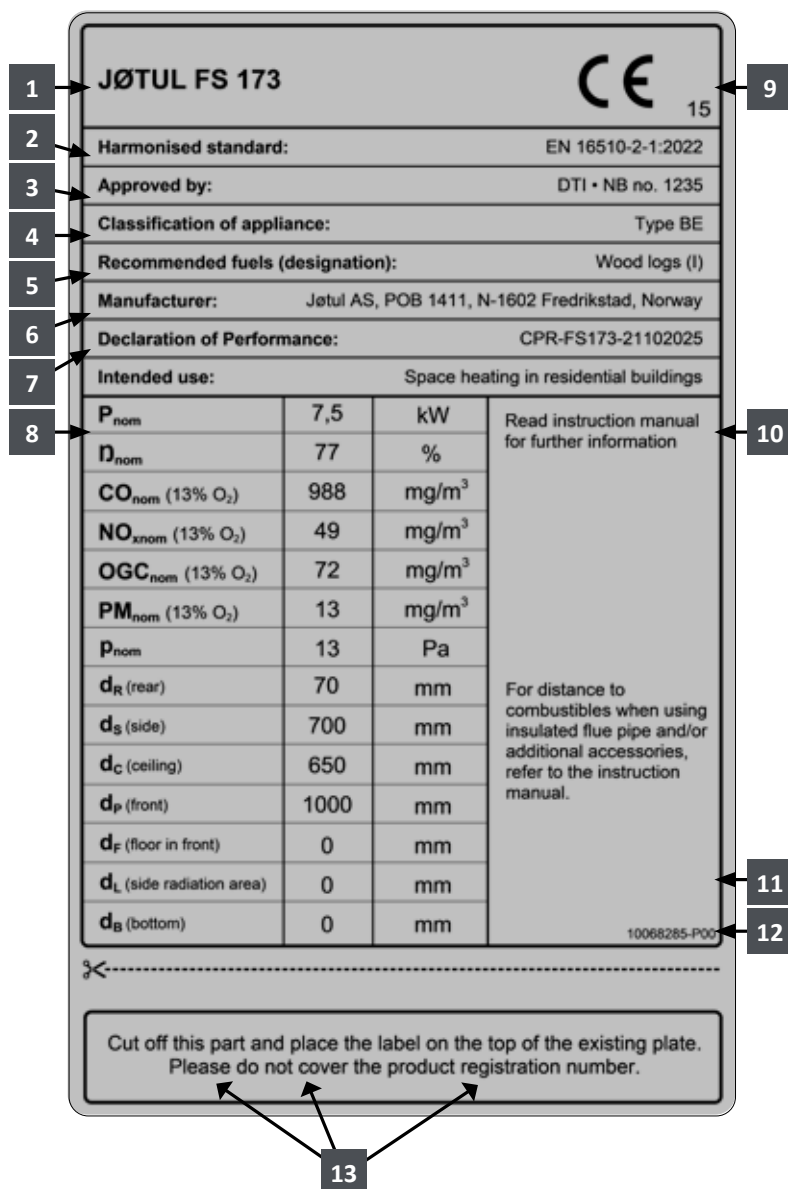 1
JØTUL FS 173
CE
15
9
2
Harmonised standard: EN 16510-2-1:2022
3
Approved by: DTI • NB no. 1235
4
Classification of appliance: Type BE
5
Recommended fuels (designation): Wood logs (I)
6
Manufacturer: Jøtul AS, POB 1411, N-1602 Fredrikstad, Norway
7
Declaration of Performance: CPR-FS173-21102025
Intended use: Space heating in residential buildings
8
Pnom 7,5 kW
Ŋnom 77 %
COnom (13% O₂) 988 mg/m³
NOxnom (13% O₂) 49 mg/m³
OGCnom (13% O₂) 72 mg/m³
PMnom (13% O₂) 13 mg/m³
pnom 13 Pa
dR (rear) 70 mm
dS (side) 700 mm
dC (ceiling) 650 mm
dP (front) 1000 mm
dF (floor in front) 0 mm
dL (side radiation area) 0 mm
dB (bottom) 0 mm
Read instruction manual
for further information
10
For distance to
combustibles when using
insulated flue pipe and/or
additional accessories,
refer to the instruction
manual.
11
10068285-P00
12
Cut off this part and place the label on the top of the existing plate.
Please do not cover the product registration number.
13